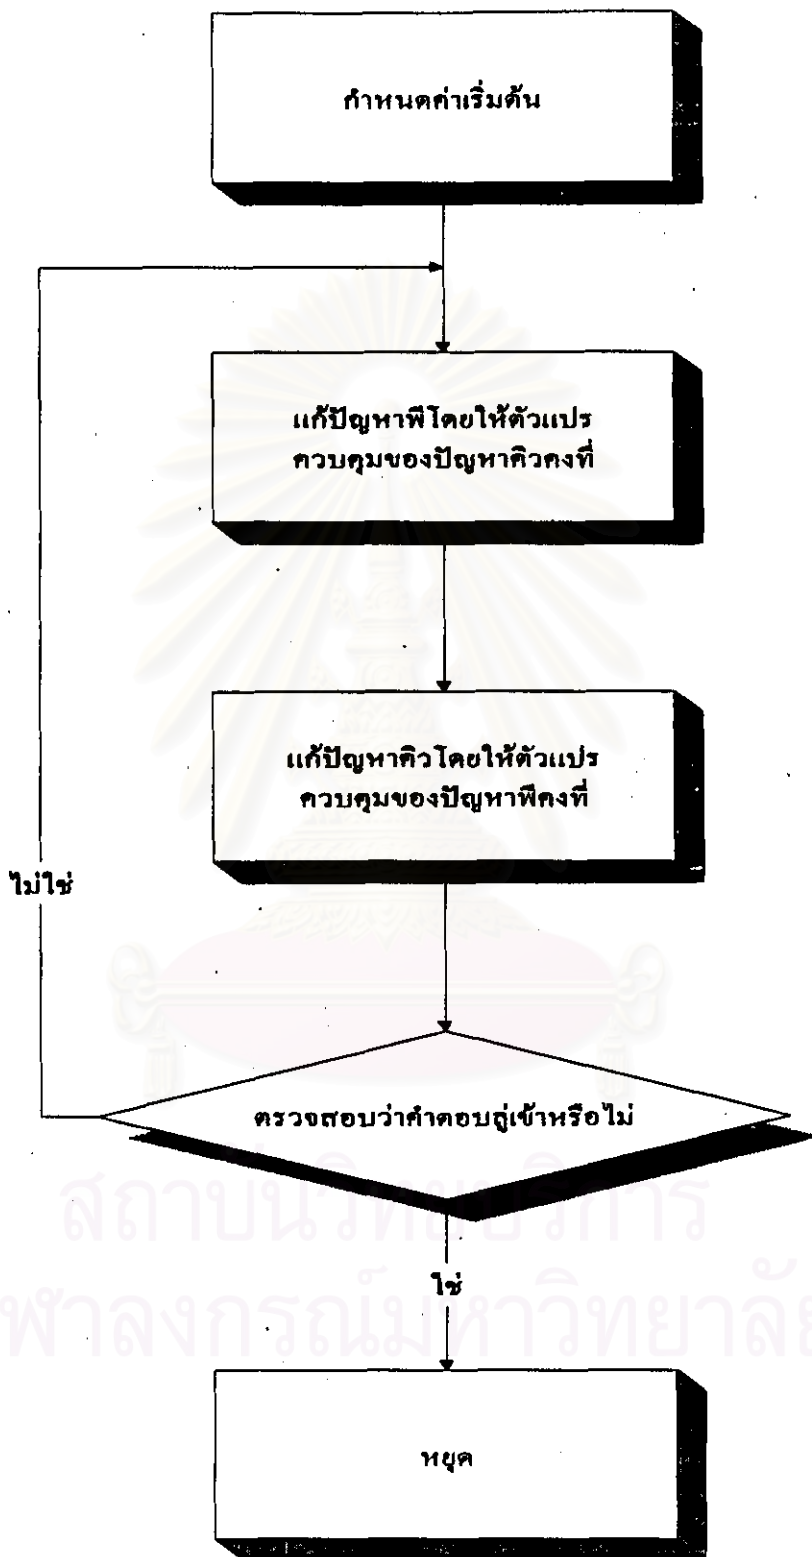 กำหนดค่าเริ่มต้น
แก้ปัญหาพีโดยให้ตัวแปร
ควบคุมของปัญหาคิวคงที่
แก้ปัญหาคิวโดยให้ตัวแปร
ควบคุมของปัญหาพีคงที่
ไม่ใช่
ตรวจสอบว่าคำตอบลู่เข้าหรือไม่
สถาบันวิทยบริการ
ใช่
ฬาลงกรณ์มหาวิทยาลัย
หยุด